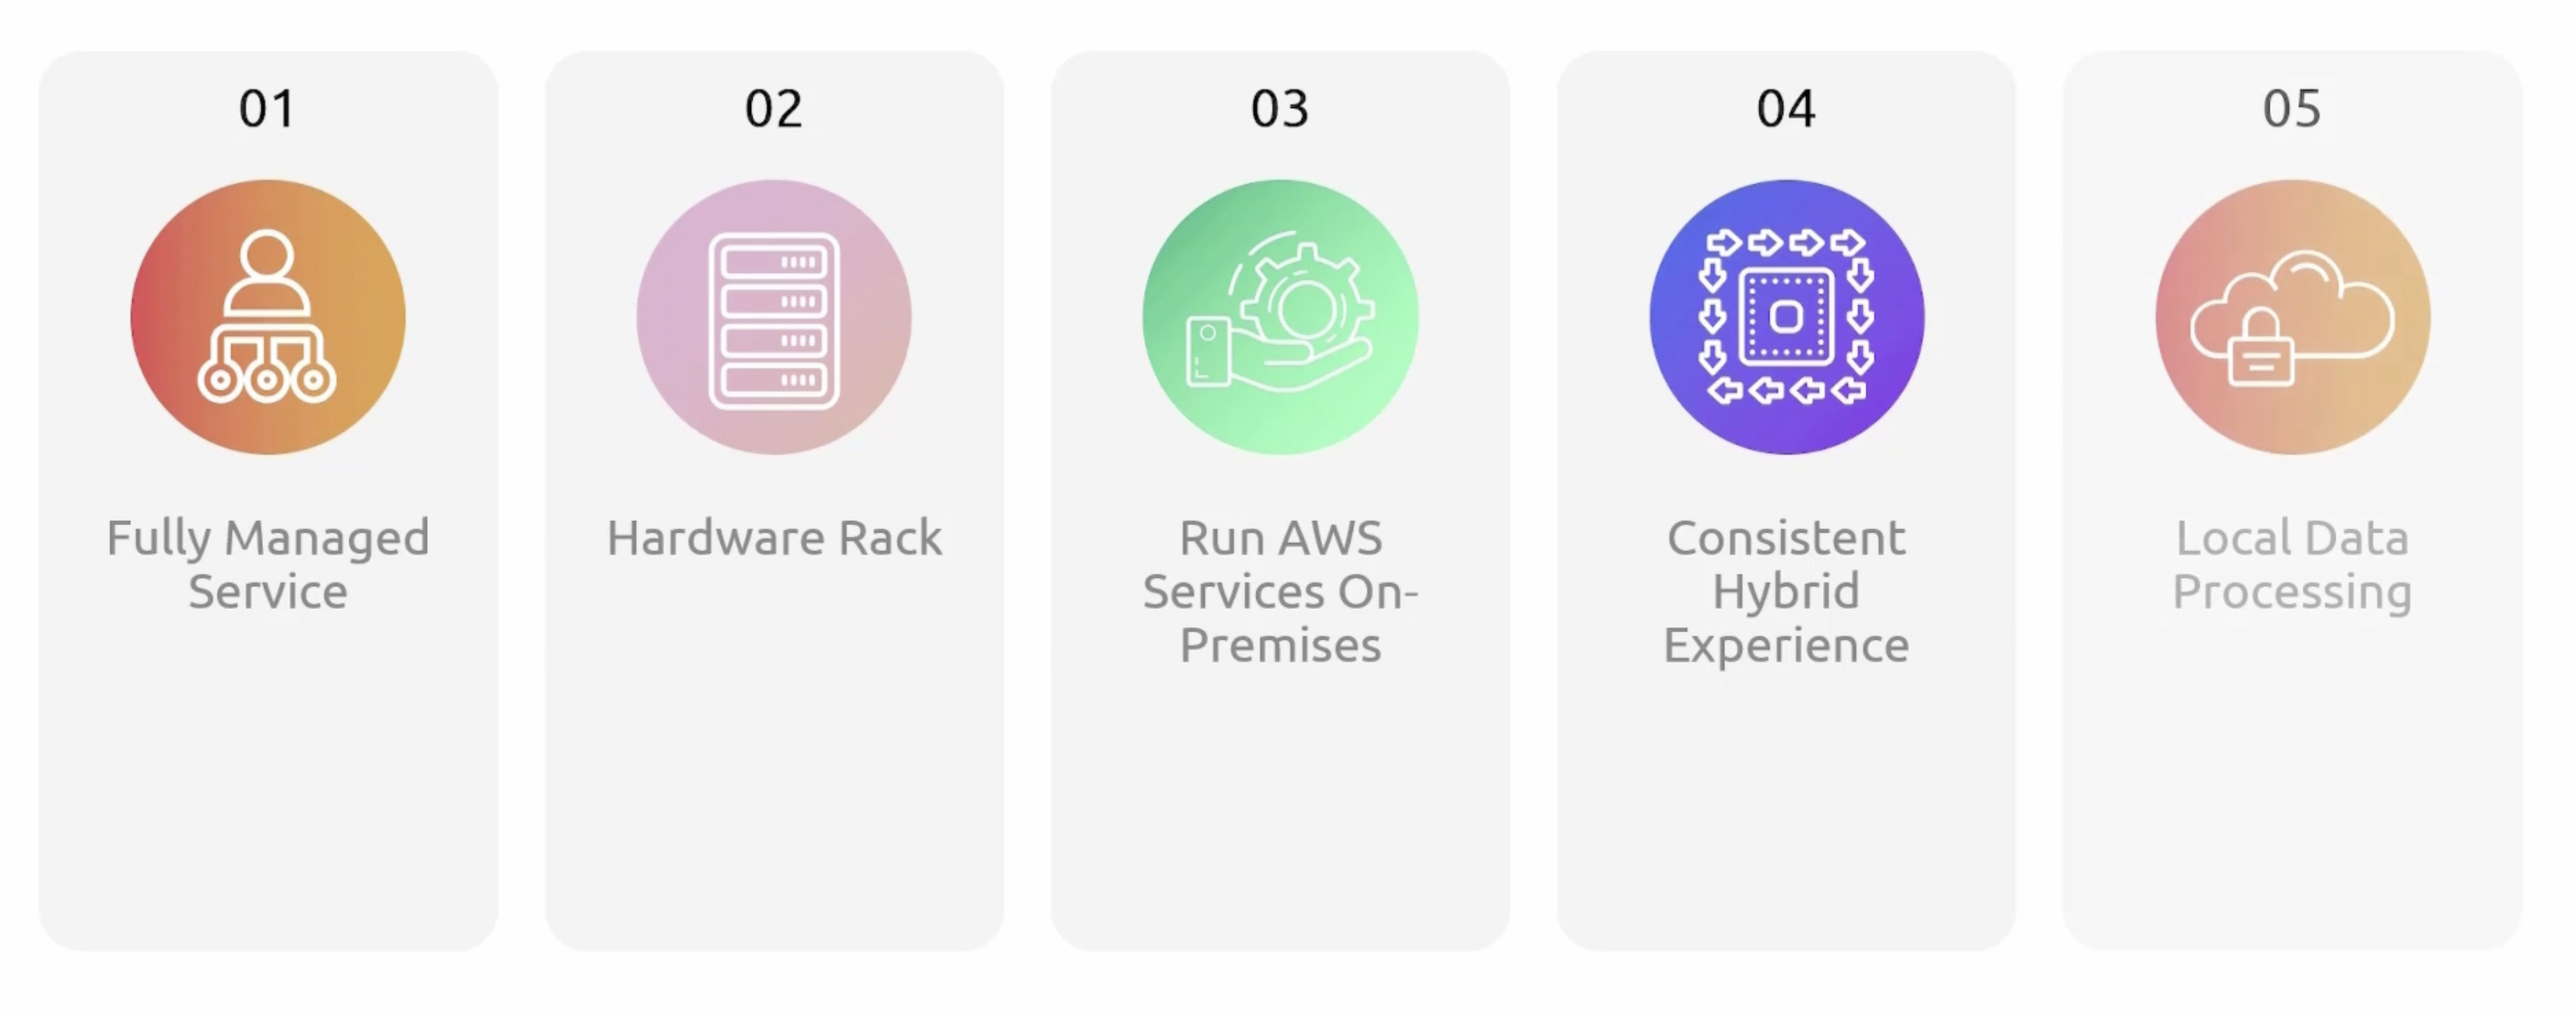 01
Fully Managed
Service
02
Hardware Rack
03
Run AWS
Services On-
Premises
04
Consistent
Hybrid
Experience
05
Local Data
Processing